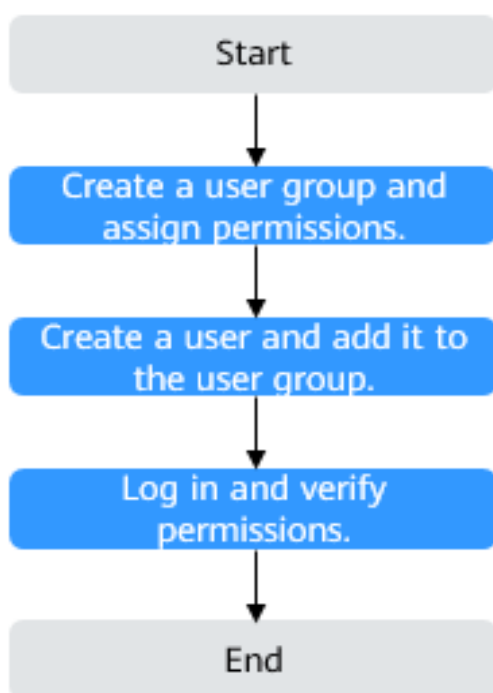 Start
Create a user group and
assign permissions.
Create a user and add it to
the user group.
Log in and verify
permissions.
End